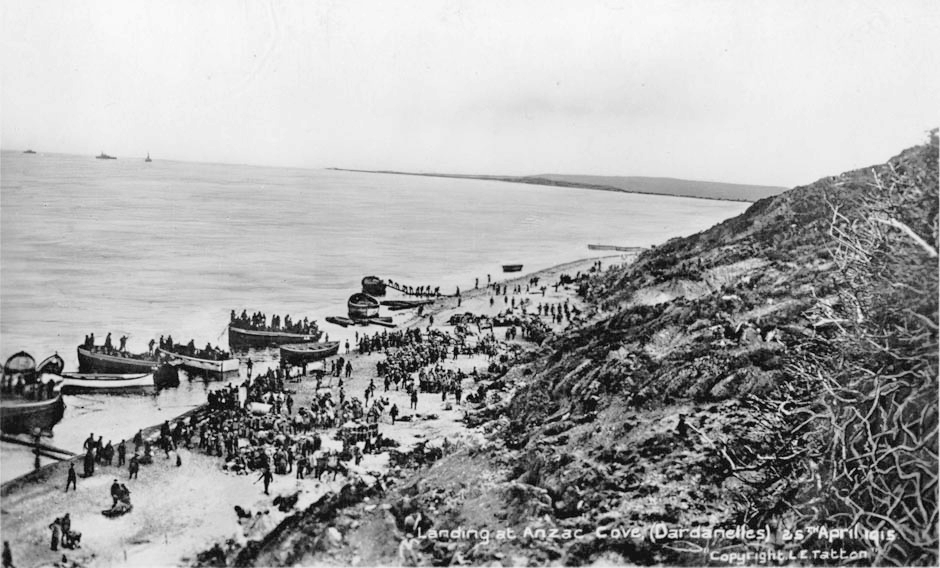 Landing at Anzac Cove (Dardanelles) 25TH April 1915.
"Copyright. L.E. Tatton"